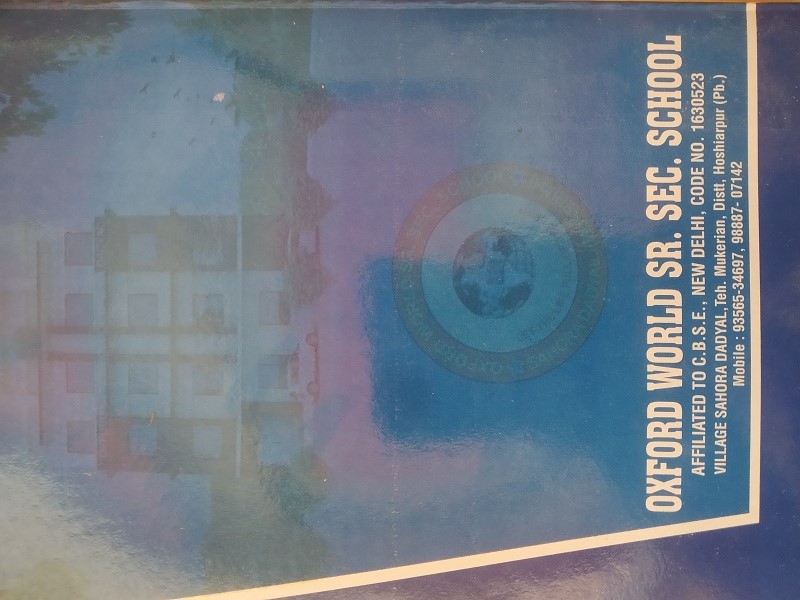 OXFORD WORLD SR. SEC. SCHOOL
AFFILIATED TO C.B.S.E., NEW DELHI, CODE NO. 1630523
VILLAGE SAHORA DADYAL,Teh. Mukerian, Distt, Hoshiarpur (Pb.)
Mobile : 93565-34697, 98887- 07142